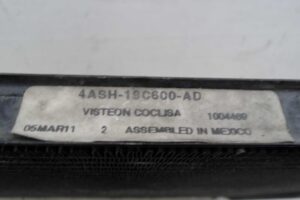 4ASH-19C600-AD
VISTEON COCLISA 1004469
05MAR11 2 ASSEMBLED IN MEXICO